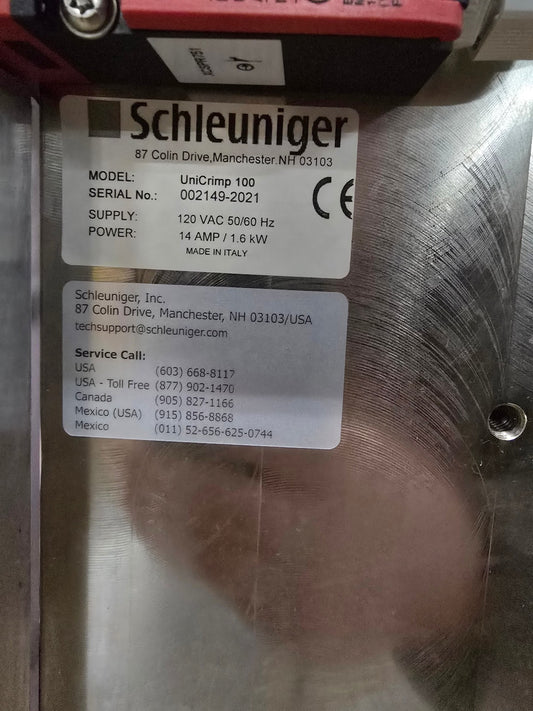 Schleuniger
87 Colin Drive,Manchester.NH 03103
MODEL: UniCrimp 100
SERIAL No.: 002149-2021
CE
SUPPLY: 120 VAC 50/60 Hz
POWER: 14 AMP / 1.6 kW
MADE IN ITALY
Schleuniger, Inc.
87 Colin Drive, Manchester, NH 03103/USA
techsupport@schleuniger.com
Service Call:
USA (603) 668-8117
USA - Toll Free (877) 902-1470
Canada (905) 827-1166
Mexico (USA) (915) 856-8868
Mexico (011) 52-656-625-0744